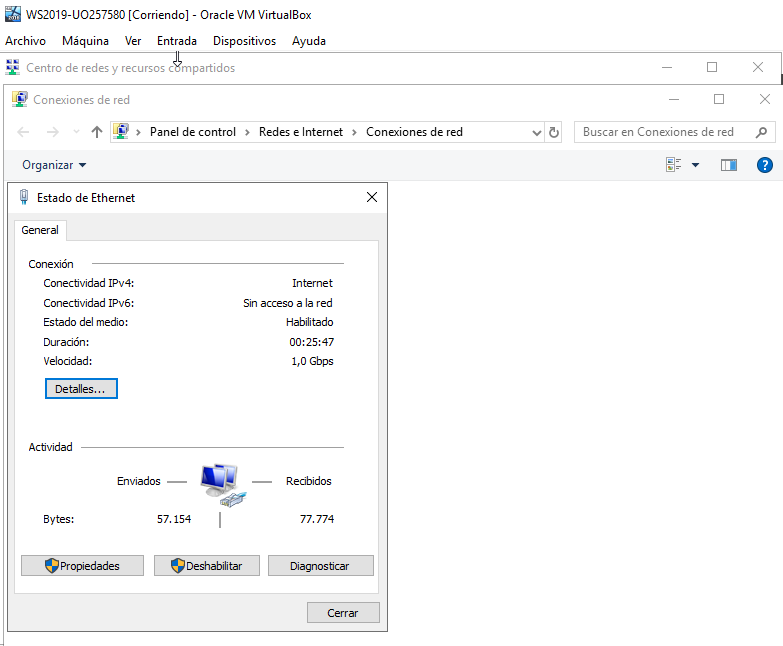 WS2019-UO257580 [Corriendo] - Oracle VM VirtualBox
Archivo Máquina Ver Entrada Dispositivos Ayuda
Centro de redes y recursos compartidos
Conexiones de red
Panel de control > Redes e Internet > Conexiones de red
Buscar en Conexiones de red
Organizar
Estado de Ethernet
General
Conexión
Conectividad IPv4: Internet
Conectividad IPv6: Sin acceso a la red
Estado del medio: Habilitado
Duración: 00:25:47
Velocidad: 1,0 Gbps
Detalles...
Actividad
Enviados Recibidos
Bytes: 57.154 77.774
Propiedades Deshabilitar Diagnosticar
Cerrar